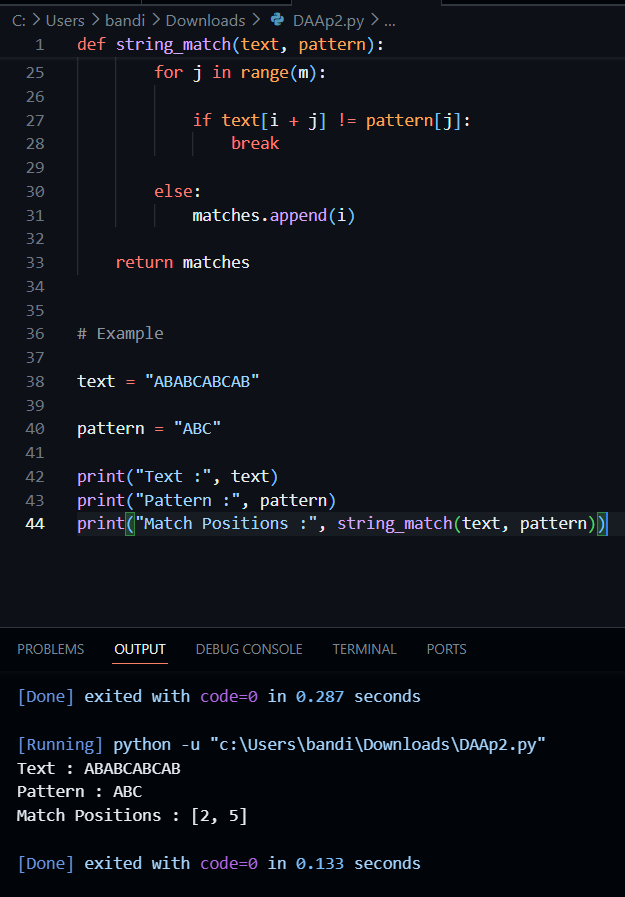 C: > Users > bandi > Downloads > DAAp2.py > ...
1 def string_match(text, pattern):
25 for j in range(m):
26
27 if text[i + j] != pattern[j]:
28 break
29
30 else:
31 matches.append(i)
32
33 return matches
34
35
36 # Example
37
38 text = "ABABCABCAB"
39
40 pattern = "ABC"
41
42 print("Text :", text)
43 print("Pattern :", pattern)
44 print("Match Positions :", string_match(text, pattern))
PROBLEMS OUTPUT DEBUG CONSOLE TERMINAL PORTS
[Done] exited with code=0 in 0.287 seconds
[Running] python -u "c:\Users\bandi\Downloads\DAAp2.py"
Text : ABABCABCAB
Pattern : ABC
Match Positions : [2, 5]
[Done] exited with code=0 in 0.133 seconds